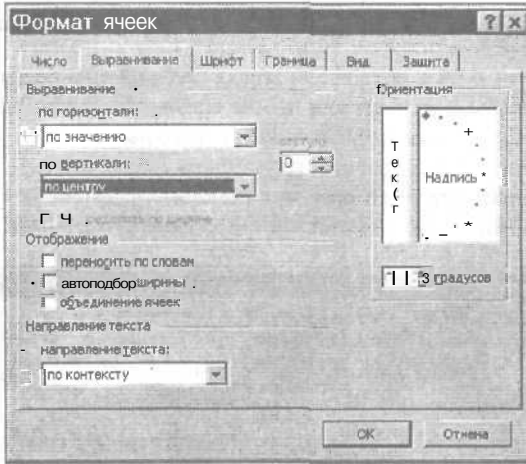 Формат ячеек
Число Выравнивание Шрифт Граница Вид Защита
Выравнивание
по горизонтали:
по значению
по вертикали:
по центру
0
Отображение
переносить по словам
автоподбор ширины
объединение ячеек
Направление текста
направление текста:
по контексту
Ориентация
Надпись
градусов
ОК Отмена